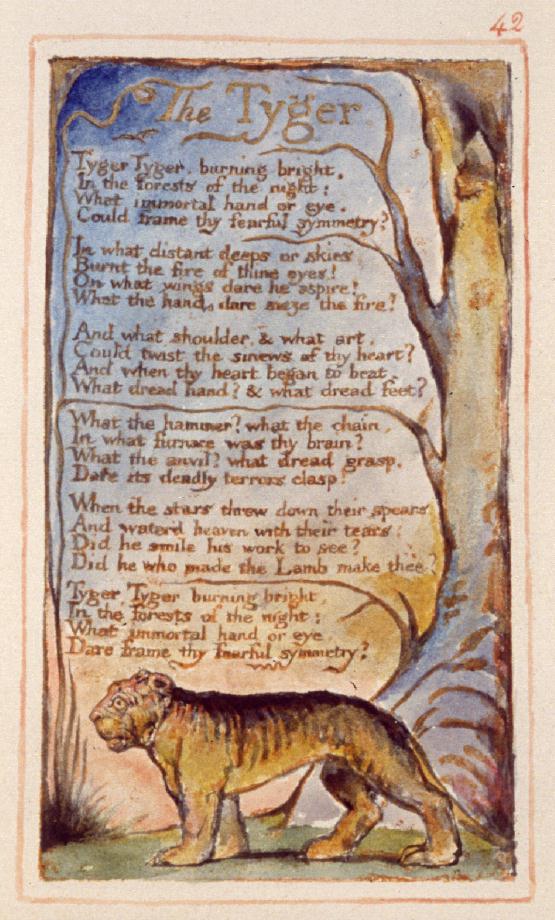 42
The Tyger
Tyger Tyger, burning bright,
In the forests of the night:
What immortal hand or eye,
Could frame thy fearful symmetry?
In what distant deeps or skies
Burnt the fire of thine eyes!
On what wings dare he aspire!
What the hand, dare sieze the fire?
And what shoulder, & what art,
Could twist the sinews of thy heart?
And when thy heart began to beat,
What dread hand? & what dread feet?
What the hammer? what the chain,
In what furnace was thy brain?
What the anvil? what dread grasp,
Dare its deadly terrors clasp!
When the stars threw down their spears
And water'd heaven with their tears:
Did he smile his work to see?
Did he who made the Lamb make thee?
Tyger Tyger burning bright,
In the forests of the night:
What immortal hand or eye,
Dare frame thy fearful symmetry?